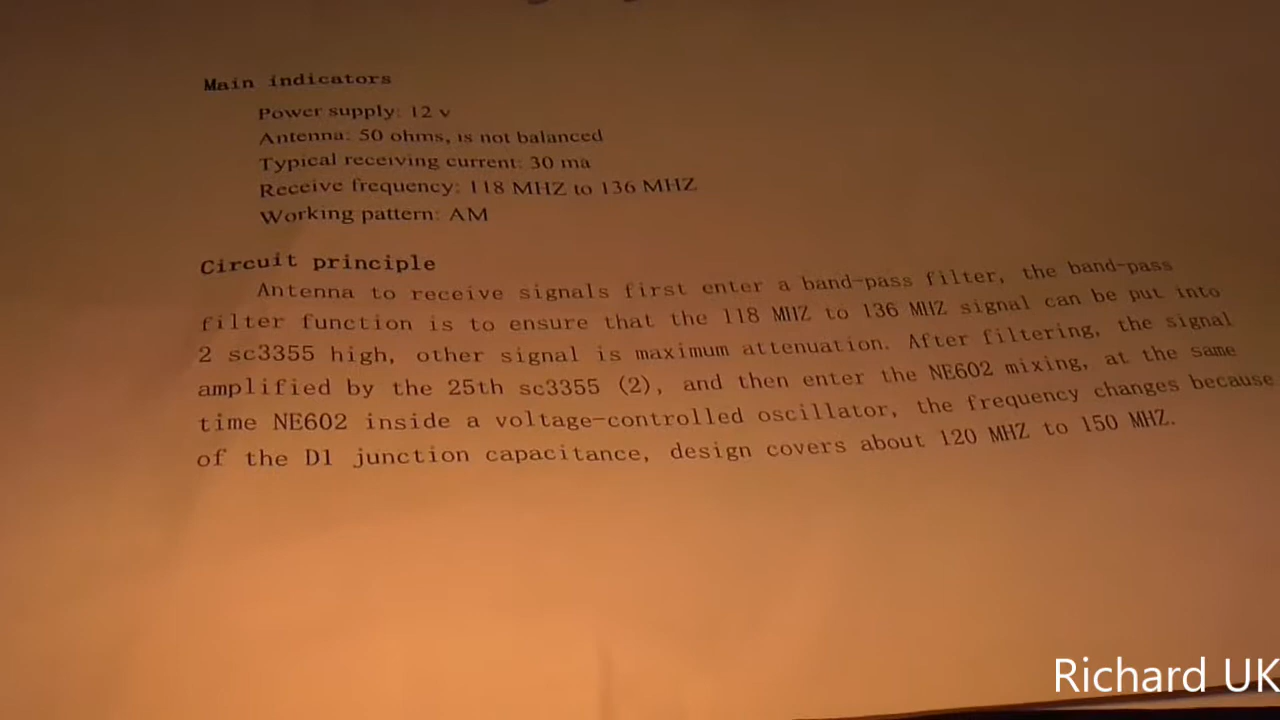 Main indicators
Power supply: 12 v
Antenna: 50 ohms, is not balanced
Typical receiving current: 30 ma
Receive frequency: 118 MHZ to 136 MHZ
Working pattern: AM
Circuit principle
Antenna to receive signals first enter a band-pass filter, the band-pass
filter function is to ensure that the 118 MHZ to 136 MHZ signal can be put into
2 sc3355 high, other signal is maximum attenuation. After filtering, the signal
amplified by the 25th sc3355 (2), and then enter the NE602 mixing, at the same
time NE602 inside a voltage-controlled oscillator, the frequency changes because
of the D1 junction capacitance, design covers about 120 MHZ to 150 MHZ.
Richard UK